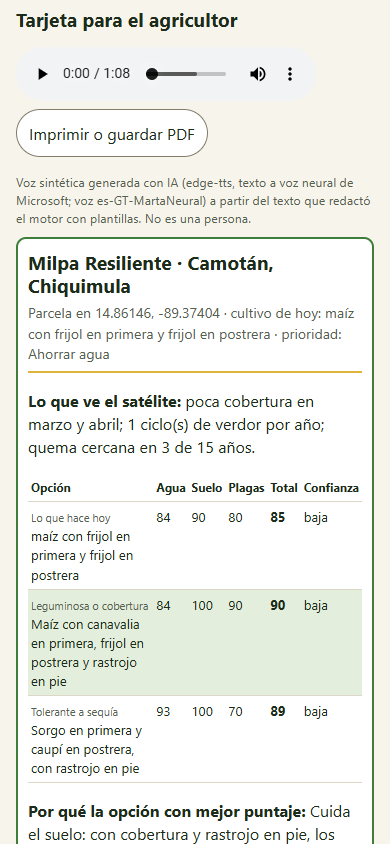 Tarjeta para el agricultor
0:00 / 1:08
Imprimir o guardar PDF
Voz sintética generada con IA (edge-tts, texto a voz neural de
Microsoft; voz es-GT-MartaNeural) a partir del texto que redactó
el motor con plantillas. No es una persona.
Milpa Resiliente · Camotán,
Chiquimula
Parcela en 14.86146, -89.37404 · cultivo de hoy: maíz
con frijol en primera y frijol en postrera · prioridad:
Ahorrar agua
Lo que ve el satélite: poca cobertura en
marzo y abril; 1 ciclo(s) de verdor por año;
quema cercana en 3 de 15 años.
Opción Agua Suelo Plagas Total Confianza
Lo que hace hoy 84 90 80 85 baja
maíz con frijol en
primera y frijol en
postrera
Leguminosa o cobertura 84 100 90 90 baja
Maíz con canavalia
en primera, frijol en
postrera y rastrojo
en pie
Tolerante a sequía 93 100 70 89 baja
Sorgo en primera y
caupí en postrera,
con rastrojo en pie
Por qué la opción con mejor puntaje: Cuida
el suelo: con cobertura y rastrojo en pie, los